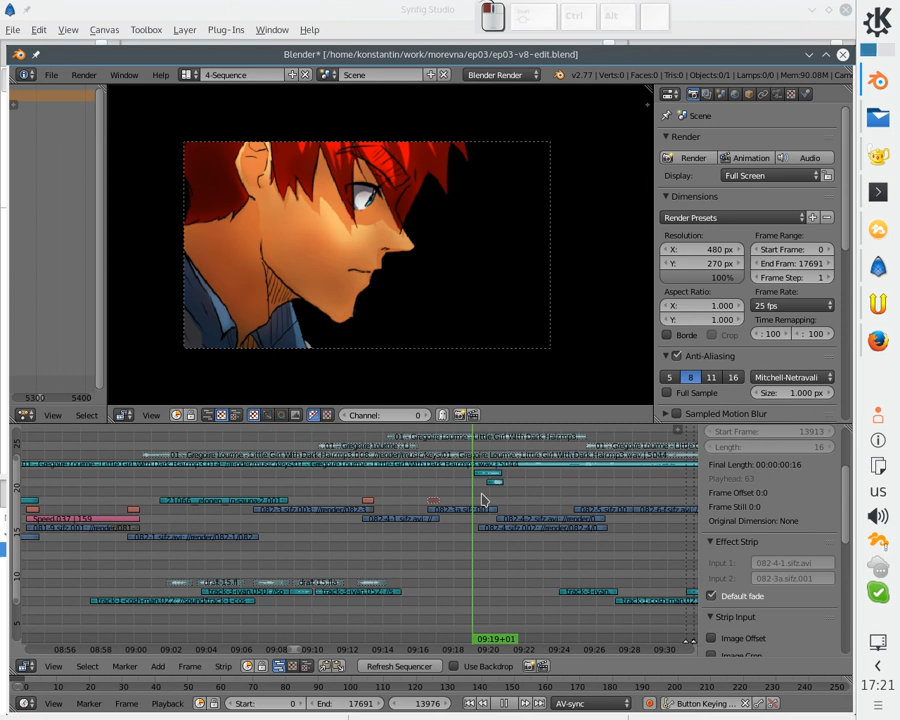 Synfig Studio
Ctrl
Alt
File Edit View Canvas Toolbox Layer Plug-Ins Window Help
Blender* [/home/konstantin/work/morevna/ep03/ep03-v8-edit.blend]
File Render Window Help 4-Sequence Scene Blender Render v2.77 | Verts:0 | Faces:0 | Tris:0 | Objects:0/1 | Lamps:0/0 | Mem:90.08M | Came
Scene
Render
Render Animation Audio
Display: Full Screen
Dimensions
Render Presets
Resolution: Frame Range:
X: 480 px Start Frame: 0
Y: 270 px End Fram: 17691
100% Frame Step: 1
Aspect Ratio: Frame Rate:
X: 1.000 25 fps
Y: 1.000 Time Remapping:
Borde Crop : 100 : 100
Anti-Aliasing
5 8 11 16 Mitchell-Netravali
Full Sample Size: 1.000 px
Sampled Motion Blur
5300 5400
View Select View Channel: 0
Start Frame: 13913
Length: 16
Final Length: 00:00:00:16
Playhead: 63
Frame Offset 0:0
Frame Still 0:0
Original Dimension: None
Effect Strip
Input 1: 082-4-1.sifz.avi
Input 2: 082-3a.sifz.001
Default fade
Strip Input
Image Offset
25
20
15
10
5
Speed 037 | 159
09:19+01
08:56 08:58 09:00 09:02 09:04 09:06 09:08 09:10 09:12 09:14 09:16 09:18 09:20 09:22 09:24 09:26 09:28 09:30
View Select Marker Add Frame Strip Refresh Sequencer Use Backdrop
0 10 20 30 40 50 60 70 80 90 100 110 120 130 140 150 160 170 180 190 200 210 220 230 240 250
View Marker Frame Playback Start: 0 End: 17691 13976 AV-sync Button Keying ...
us
17:21